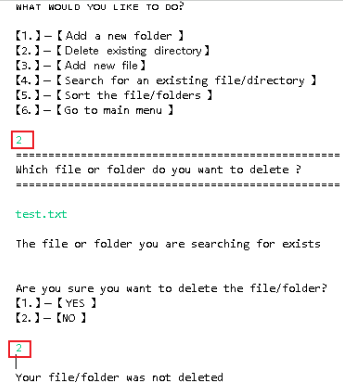 WHAT WOULD YOU LIKE TO DO?
【1.】—【 Add a new folder 】
【2.】—【 Delete existing directory】
【3.】—【 Add new file】
【4.】—【 Search for an existing file/directory 】
【5.】—【 Sort the file/folders 】
【6.】—【 Go to main menu 】
2
==================================================
Which file or folder do you want to delete ?
==================================================
test.txt
The file or folder you are searching for exists
Are you sure you want to delete the file/folder?
【1.】—【 YES 】
【2.】—【NO 】
2
Your file/folder was not deleted